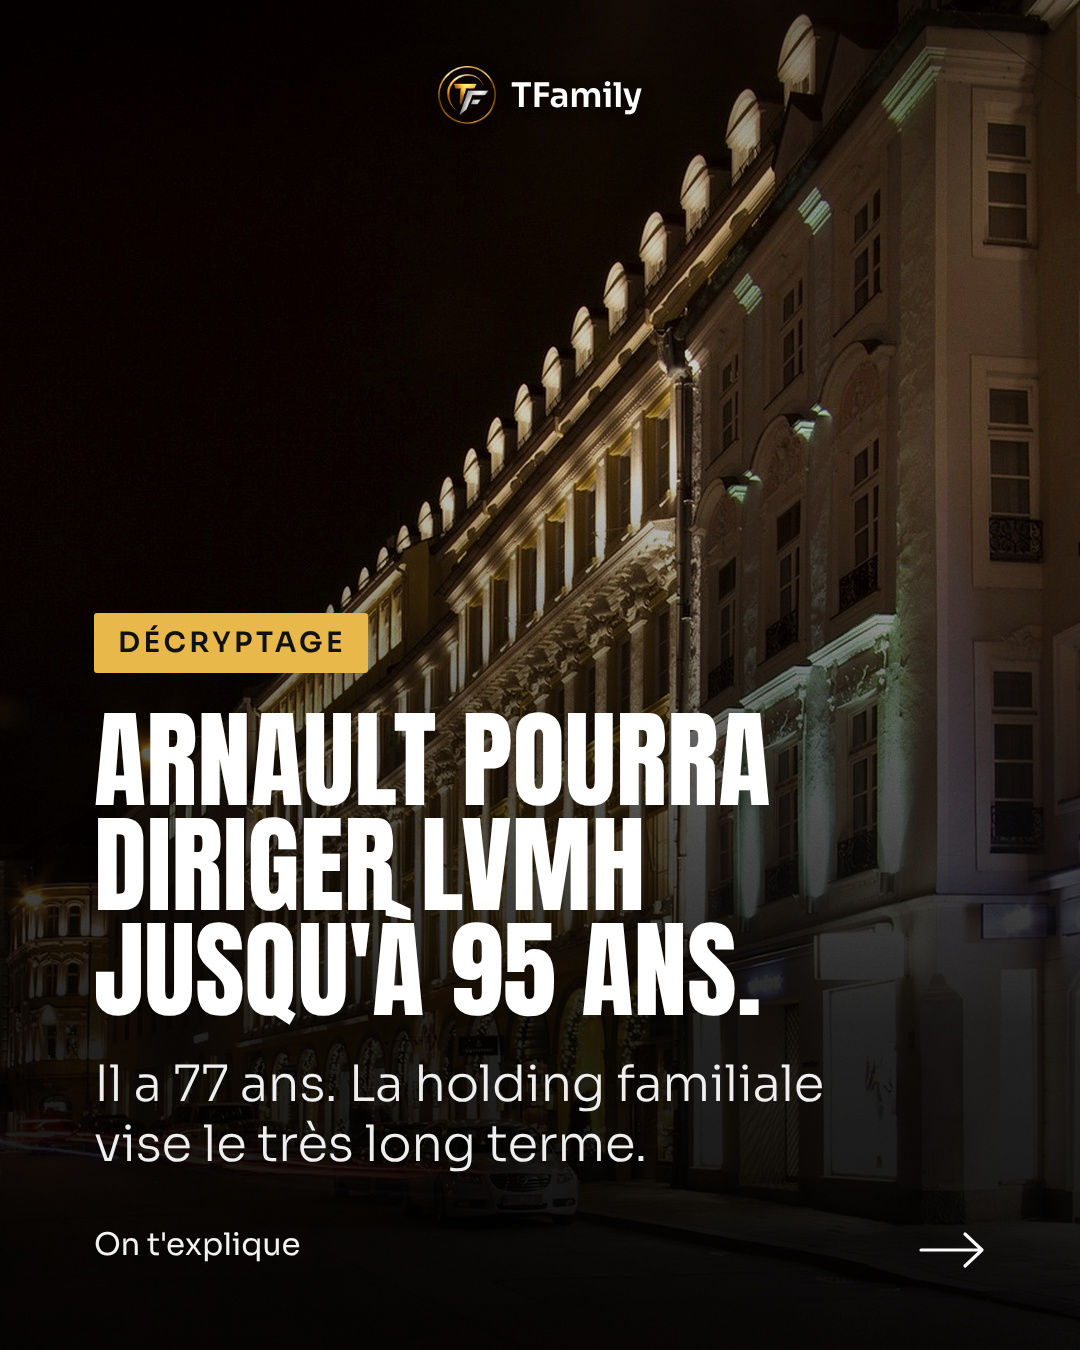 TFamily
DÉCRYPTAGE
ARNAULT POURRA
DIRIGER LVMH
JUSQU'À 95 ANS.
Il a 77 ans. La holding familiale
vise le très long terme.
On t'explique